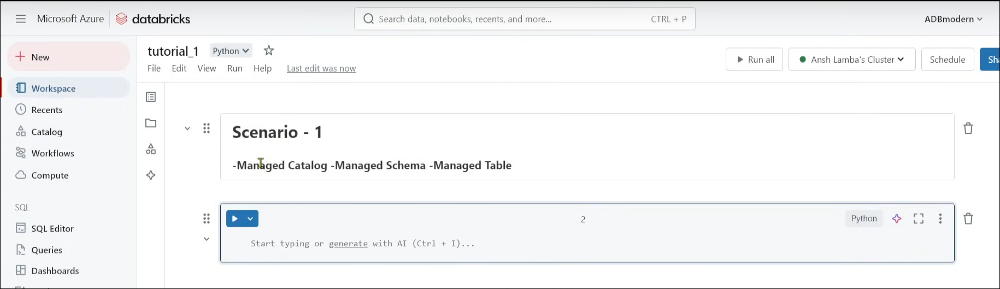 Microsoft Azure databricks
Search data, notebooks, recents, and more... CTRL + P
ADBmodern
New
Workspace
Recents
Catalog
Workflows
Compute
SQL
SQL Editor
Queries
Dashboards
tutorial_1 Python
File Edit View Run Help Last edit was now
Run all Ansh Lamba's Cluster Schedule Sha
Scenario - 1
-Managed Catalog -Managed Schema -Managed Table
2 Python
Start typing or generate with AI (Ctrl + I)...